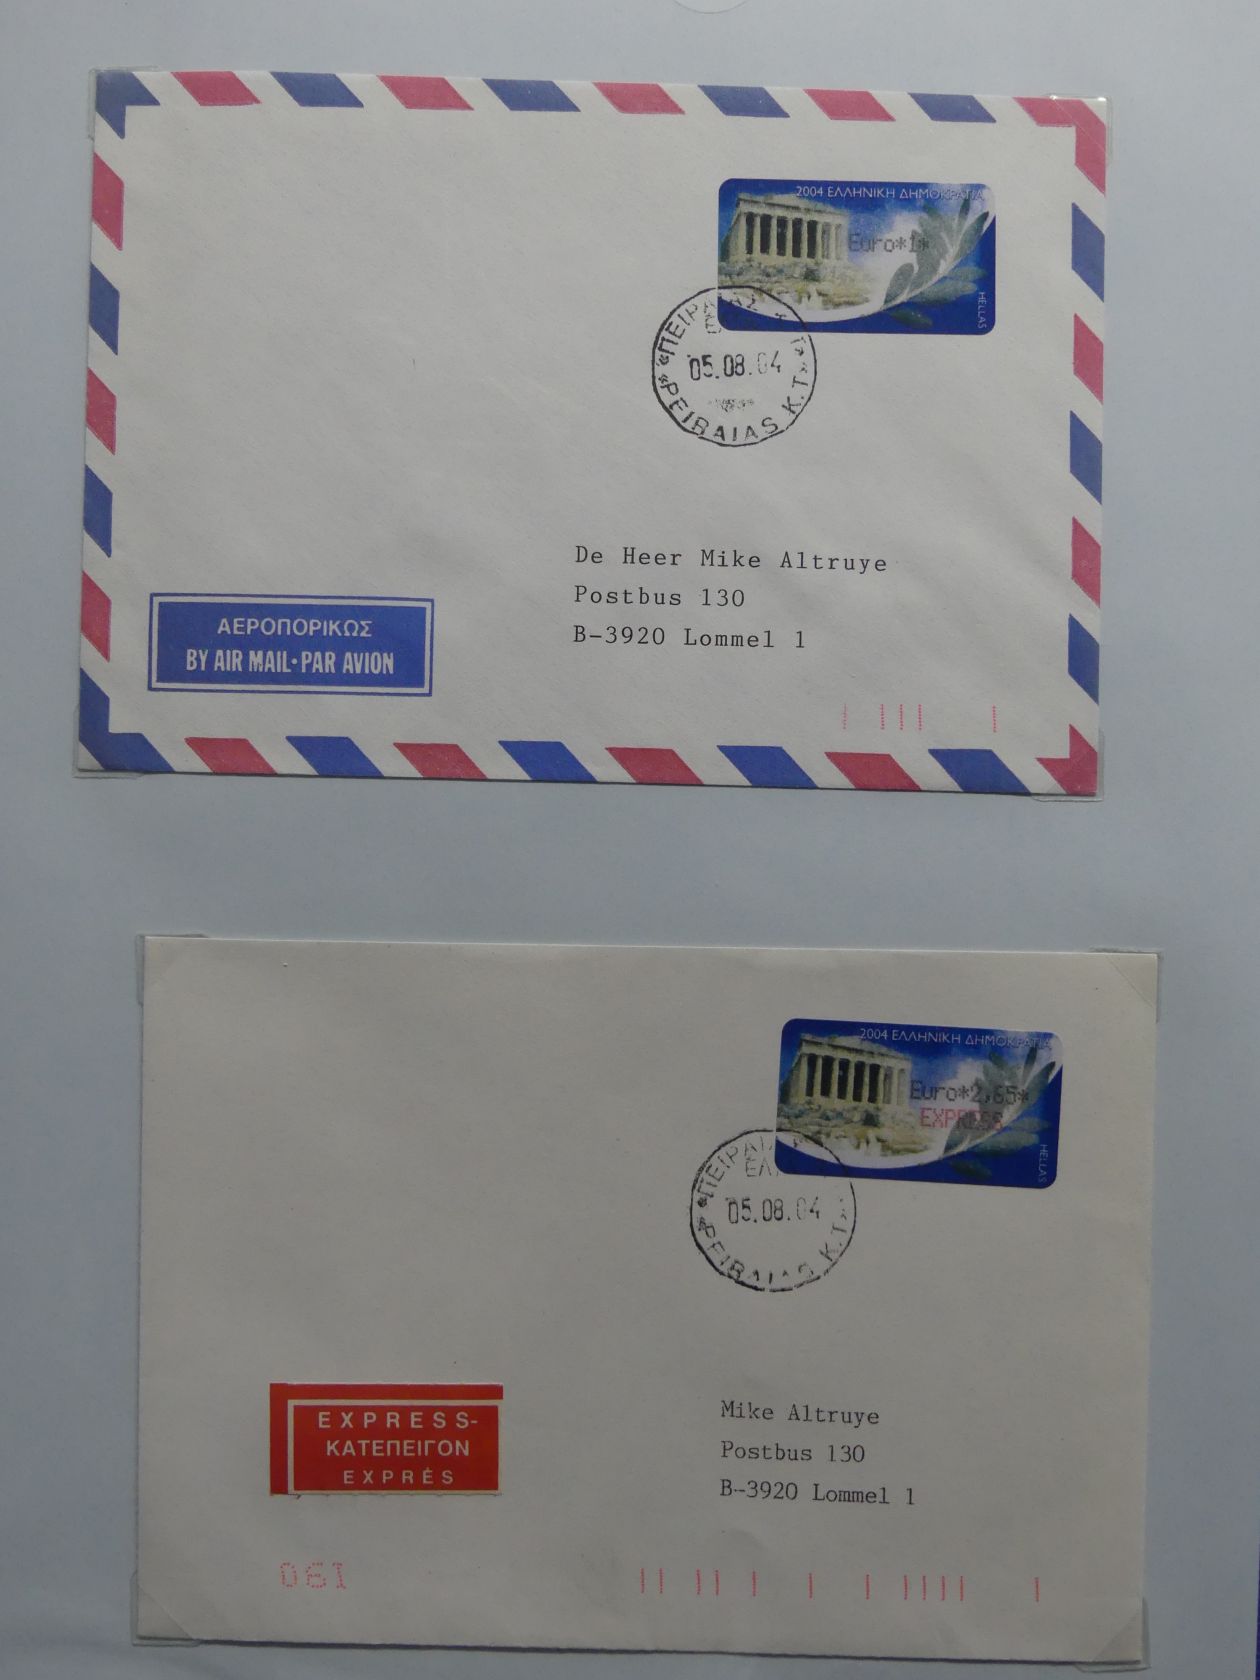 2004 ΕΛΛΗΝΙΚΗ ΔΗΜΟΚΡΑΤΙΑ
Euro*1*
HELLAS
05.08.04
PEIRAIAS K.T.
De Heer Mike Altruye
Postbus 130
B-3920 Lommel 1
ΑΕΡΟΠΟΡΙΚΩΣ
BY AIR MAIL•PAR AVION
2004 ΕΛΛΗΝΙΚΗ ΔΗΜΟΚΡΑΤΙΑ
Euro*2,65*
EXPRESS
HELLAS
05.08.04
PEIRAIAS K.T.
EXPRESS-
ΚΑΤΕΠΕΙΓΟΝ
EXPRÈS
Mike Altruye
Postbus 130
B-3920 Lommel 1
061